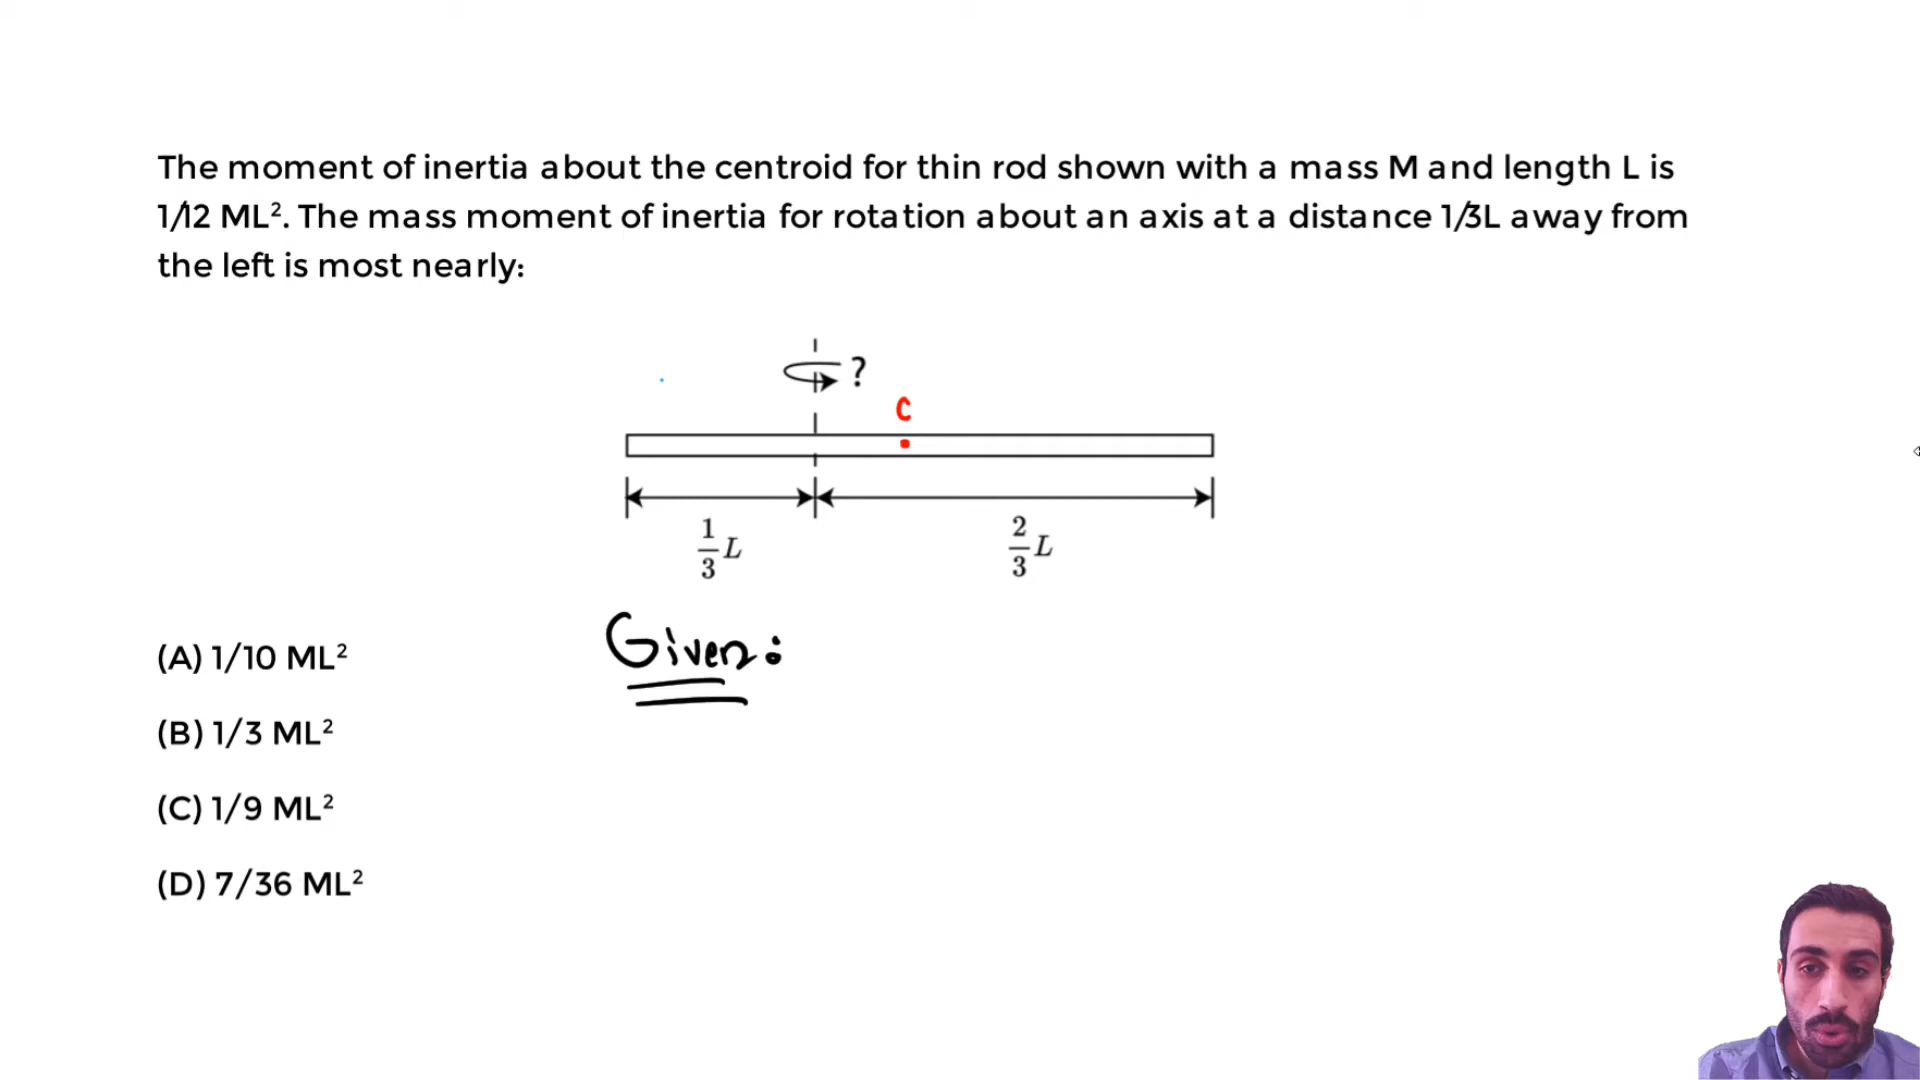 The moment of inertia about the centroid for thin rod shown with a mass M and length L is
1/12 ML². The mass moment of inertia for rotation about an axis at a distance 1/3L away from
the left is most nearly:
?
C
1/3 L
2/3 L
Given:
(A) 1/10 ML²
(B) 1/3 ML²
(C) 1/9 ML²
(D) 7/36 ML²